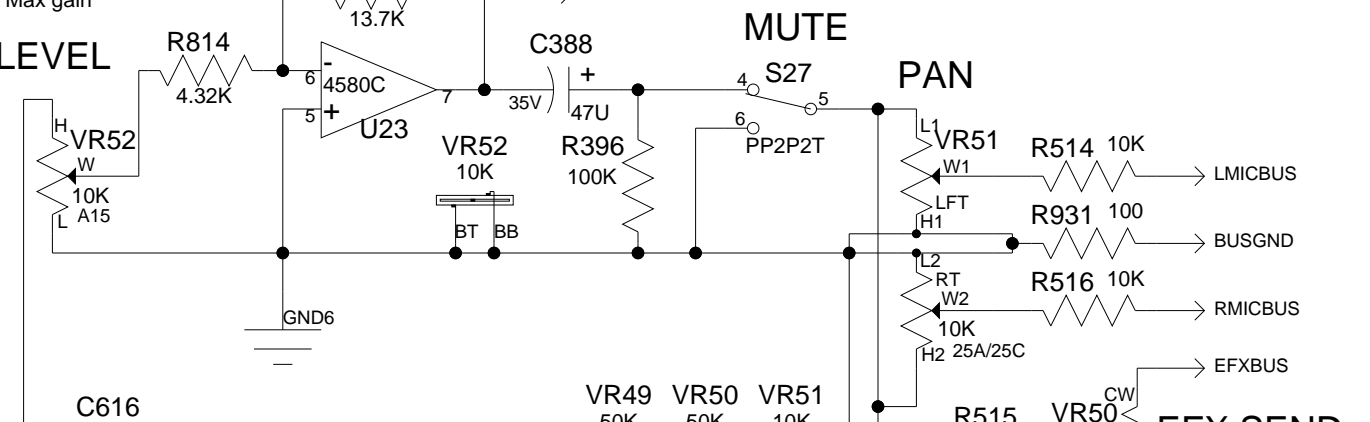 Max gain
13.7K
MUTE
LEVEL
R814
4.32K
6
-
4580C
5
+
7
U23
C388
+
35V
47U
4
S27
5
6
PP2P2T
PAN
H
VR52
W
10K
A15
L
VR52
10K
BT
BB
R396
100K
L1
VR51
W1
LFT
H1
R514
10K
LMICBUS
R931
100
BUSGND
L2
RT
W2
10K
H2
25A/25C
R516
10K
RMICBUS
GND6
EFXBUS
CW
C616
VR49
50K
VR50
50K
VR51
10K
R515
VR50
EFX SEND